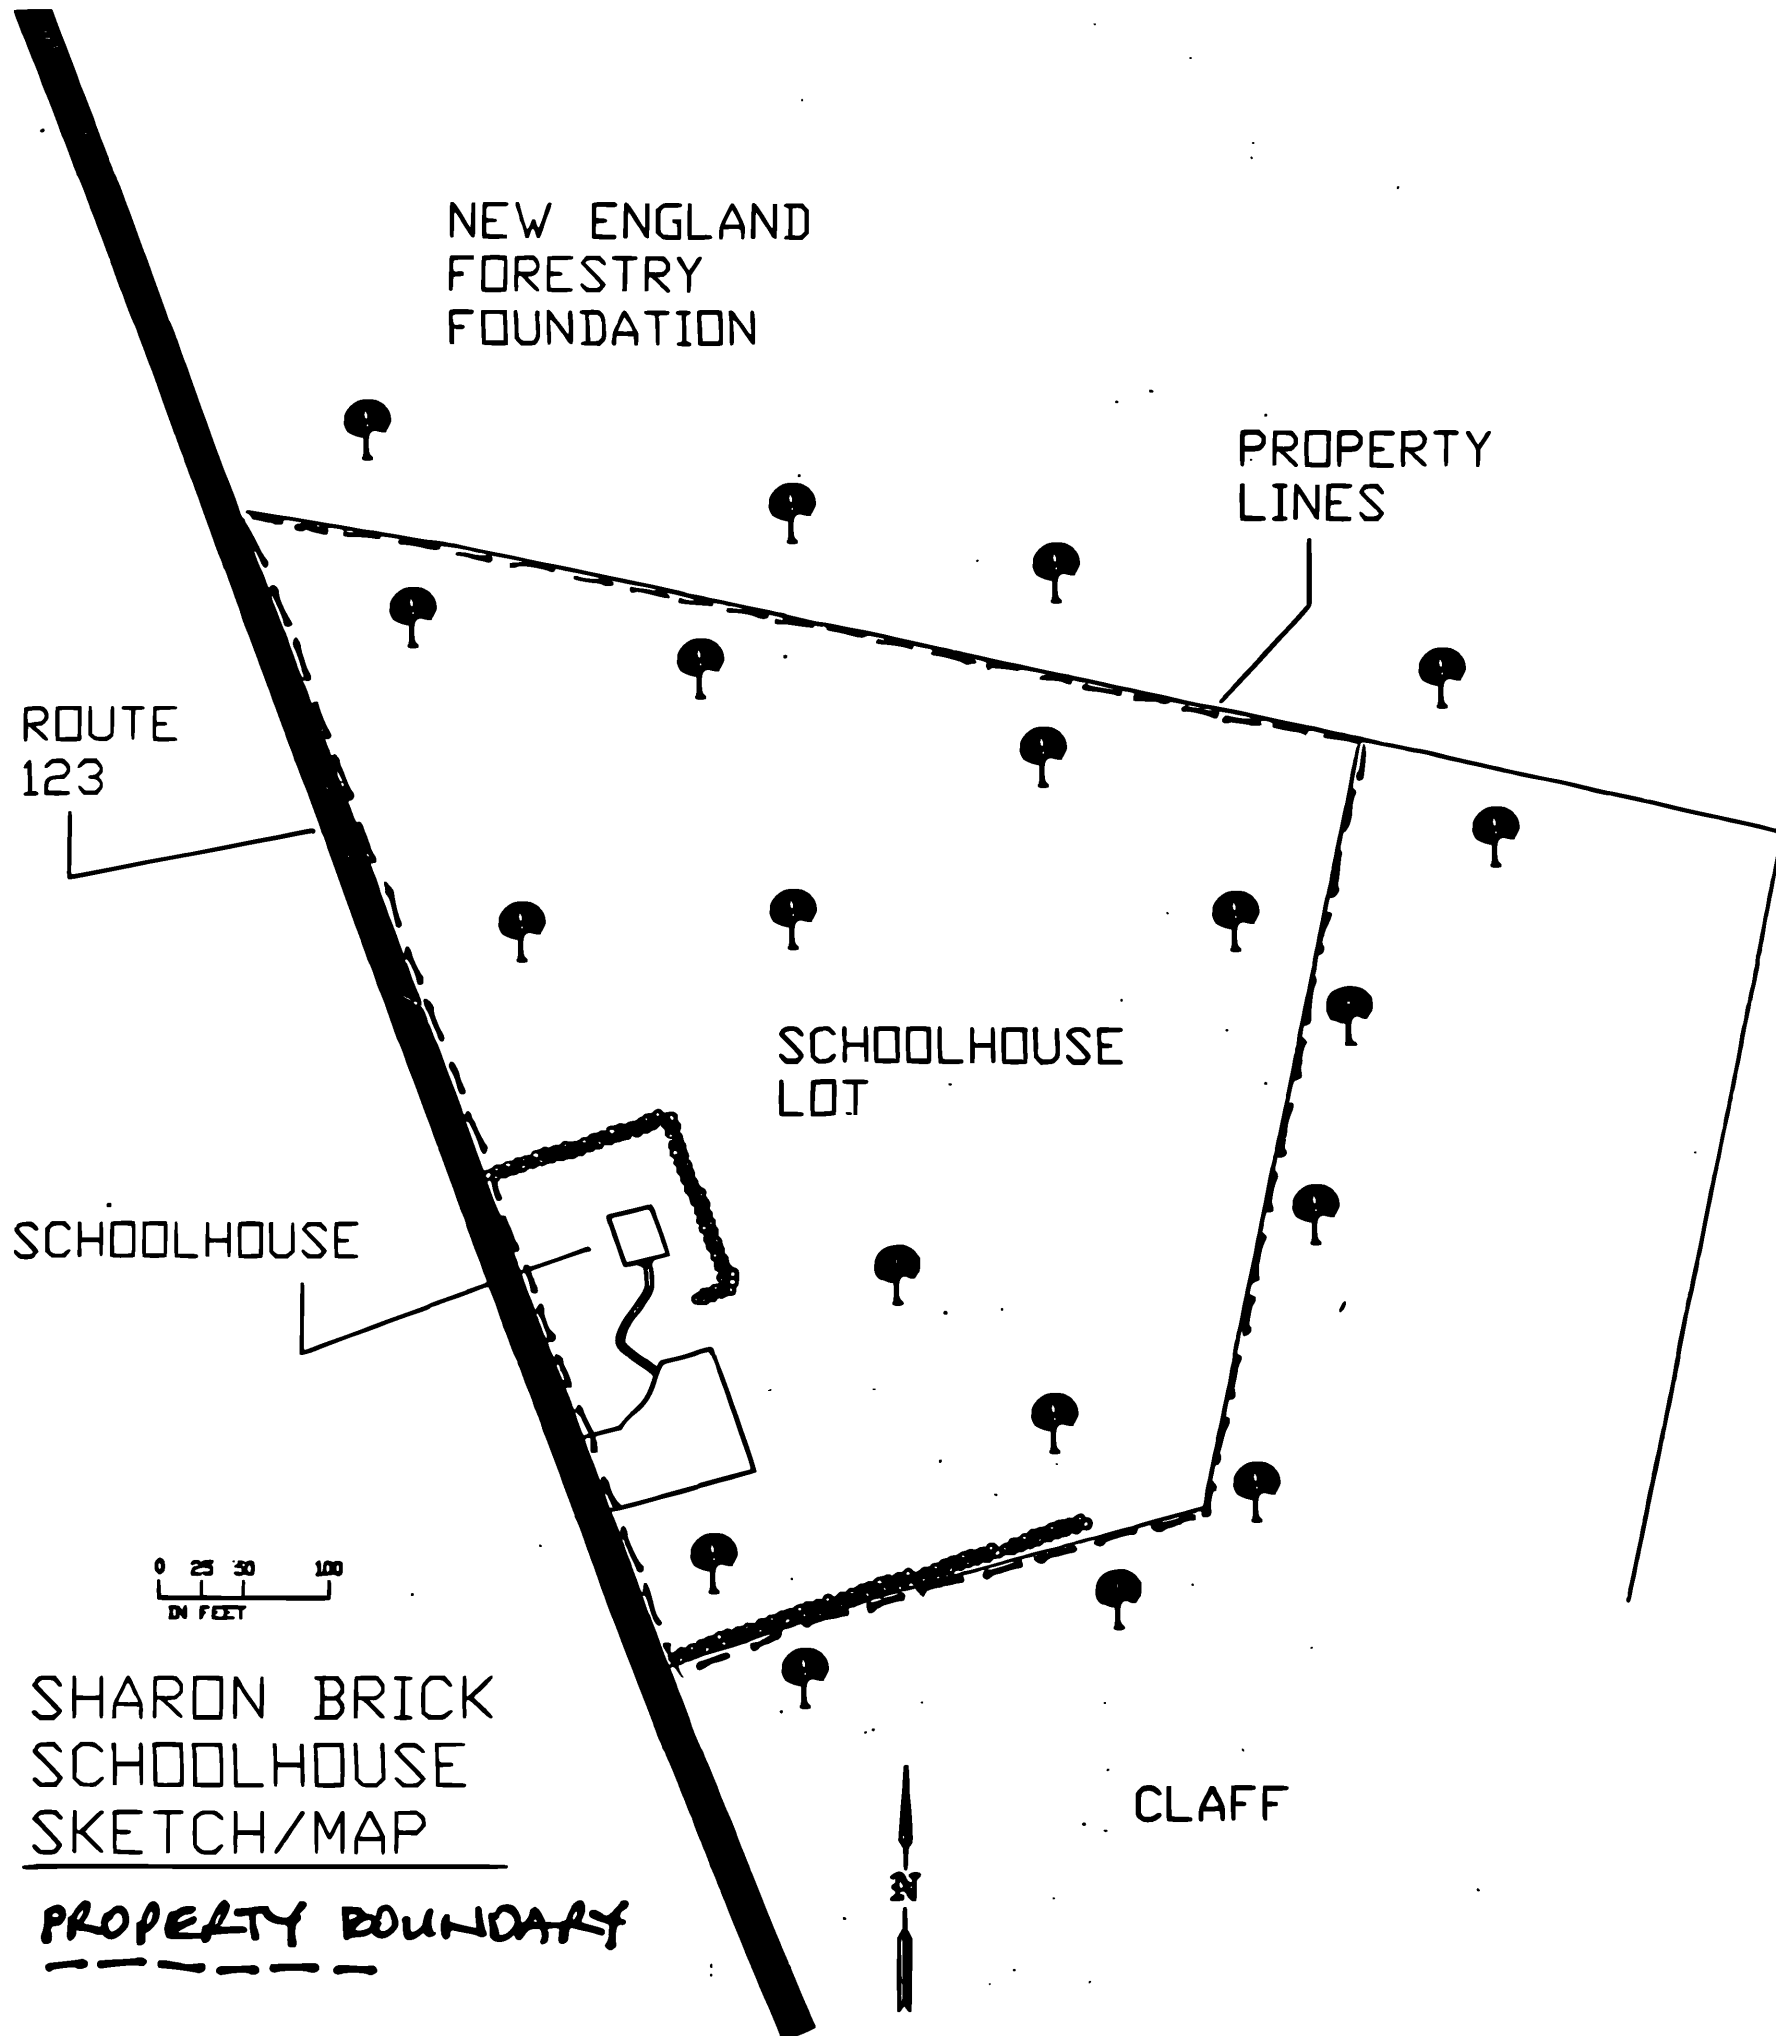 NEW ENGLAND
FORESTRY
FOUNDATION
PROPERTY
LINES
ROUTE
123
SCHOOLHOUSE
LOT
SCHOOLHOUSE
0 25 50 100
IN FEET
SHARON BRICK
SCHOOLHOUSE
SKETCH/MAP
CLAFF
N
PROPERTY BOUNDARY